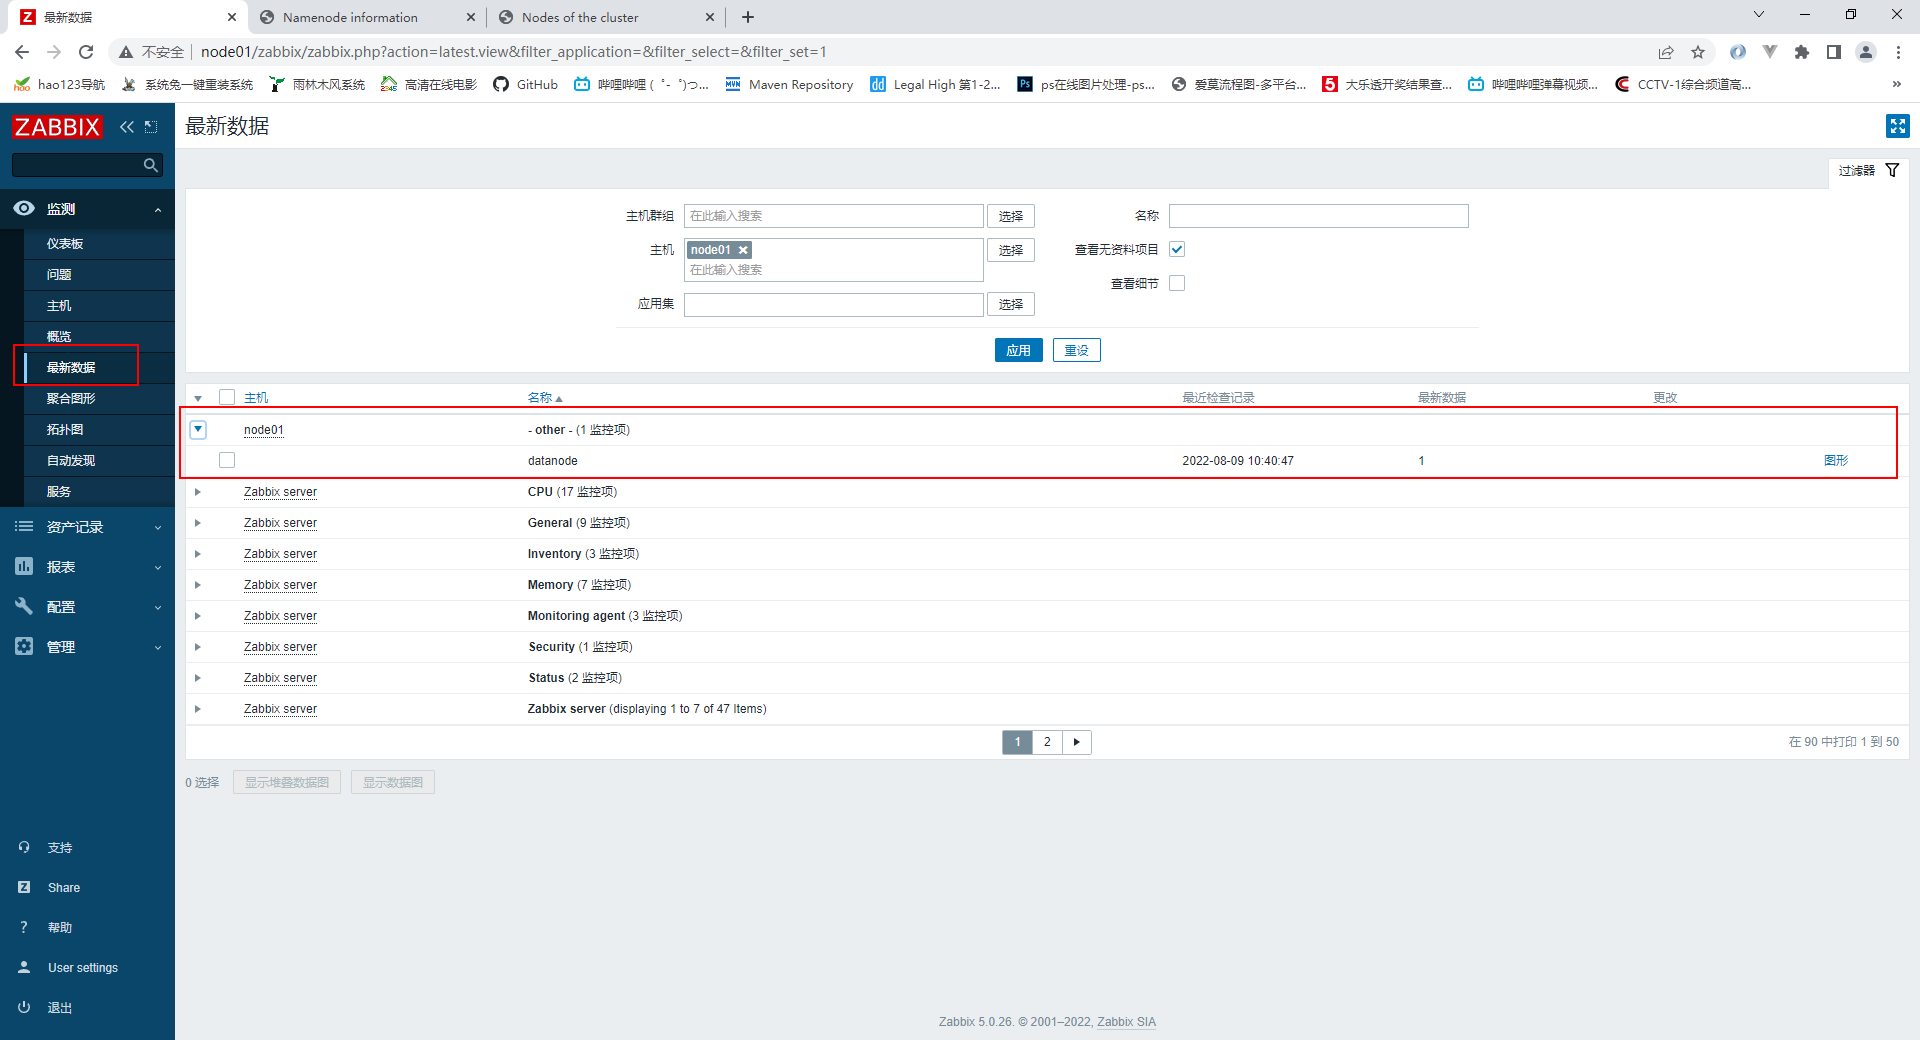 最新数据
Namenode information
Nodes of the cluster
不安全 node01/zabbix/zabbix.php?action=latest.view&filter_application=&filter_select=&filter_set=1
hao123导航 系统兔一键重装系统 雨林木风系统 高清在线电影 GitHub 哔哩哔哩 (゜-゜)つ... Maven Repository Legal High 第1-2... ps在线图片处理-ps... 爱莫流程图-多平台... 大乐透开奖结果查... 哔哩哔哩弹幕视频... CCTV-1综合频道高... »
ZABBIX
最新数据
监测
仪表板
问题
主机
概览
最新数据
聚合图形
拓扑图
自动发现
服务
资产记录
报表
配置
管理
支持
Share
帮助
User settings
退出
过滤器
主机群组 在此输入搜索 选择 名称
主机 node01 在此输入搜索 选择 查看无资料项目
查看细节
应用集 选择
应用 重设
主机 名称 最近检查记录 最新数据 更改
node01 - other - (1 监控项)
datanode 2022-08-09 10:40:47 1 图形
Zabbix server CPU (17 监控项)
Zabbix server General (9 监控项)
Zabbix server Inventory (3 监控项)
Zabbix server Memory (7 监控项)
Zabbix server Monitoring agent (3 监控项)
Zabbix server Security (1 监控项)
Zabbix server Status (2 监控项)
Zabbix server Zabbix server (displaying 1 to 7 of 47 Items)
1 2 在 90 中打印 1 到 50
0 选择 显示堆叠数据图 显示数据图
Zabbix 5.0.26. © 2001–2022, Zabbix SIA